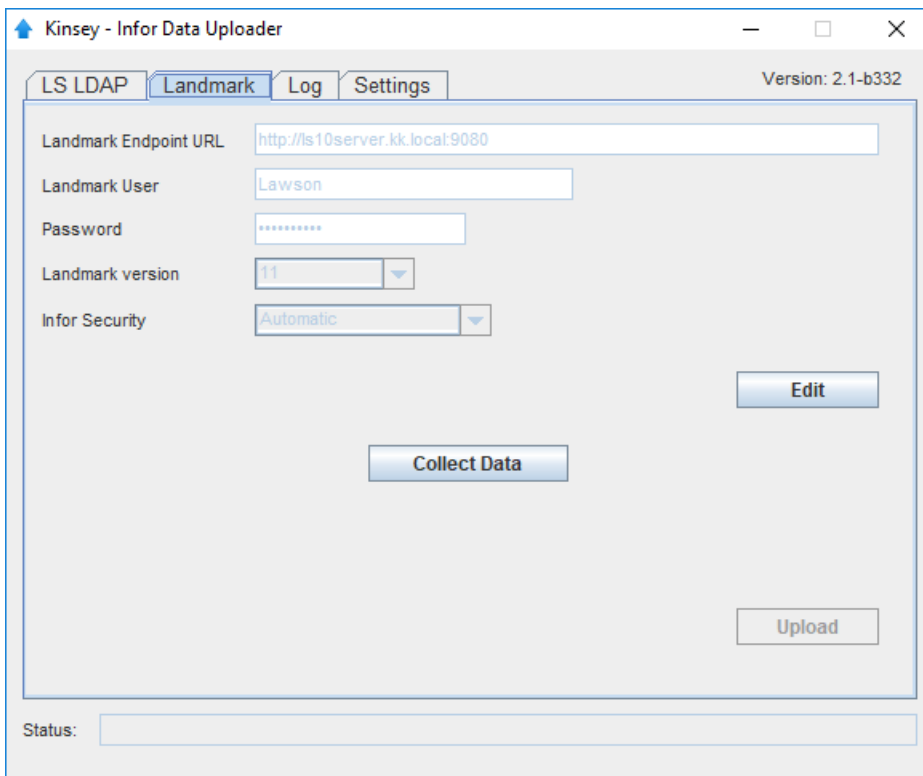 Kinsey - Infor Data Uploader
LS LDAP Landmark Log Settings Version: 2.1-b332
Landmark Endpoint URL http://ls10server.kk.local:9080
Landmark User Lawson
Password ••••••••••
Landmark version 11
Infor Security Automatic
Edit
Collect Data
Upload
Status: